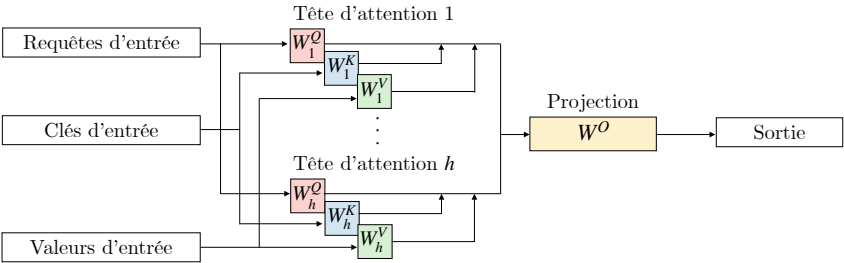 Tête d'attention 1
Requêtes d'entrée
W_1^Q
W_1^K
W_1^V
Clés d'entrée
Projection
W^O
Sortie
Tête d'attention h
W_h^Q
W_h^K
W_h^V
Valeurs d'entrée